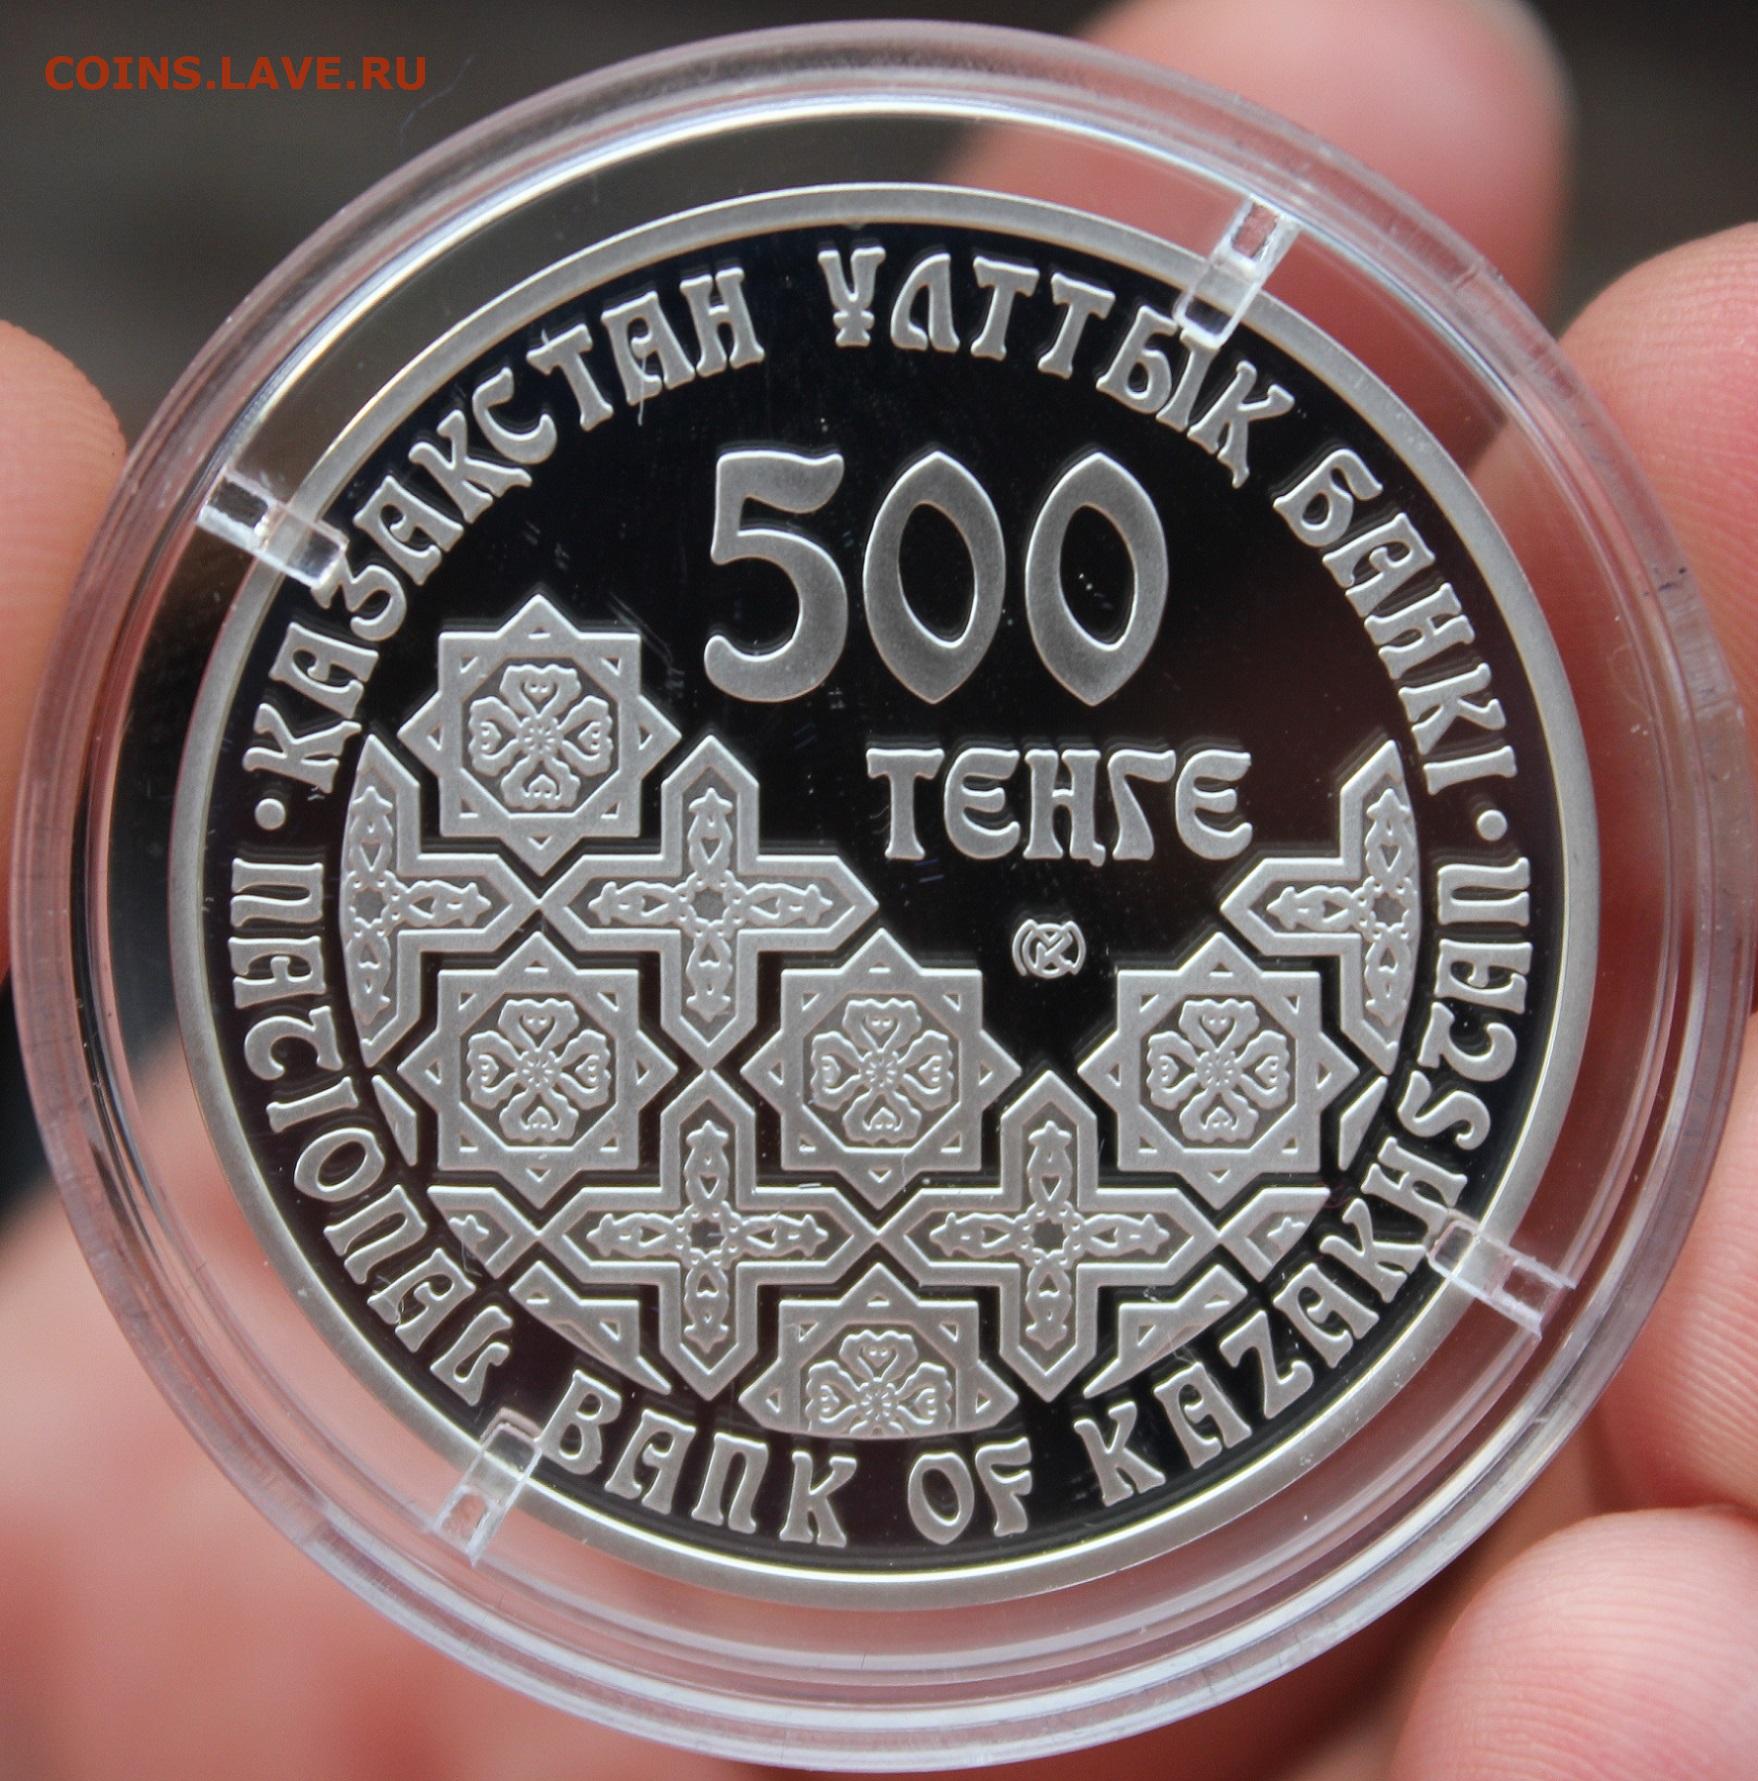 COINS.LAVE.RU
ҚАЗАҚСТАН ҰЛТТЫҚ БАНКІ
500
ТЕҢГЕ
NATIONAL BANK OF KAZAKHSTAN